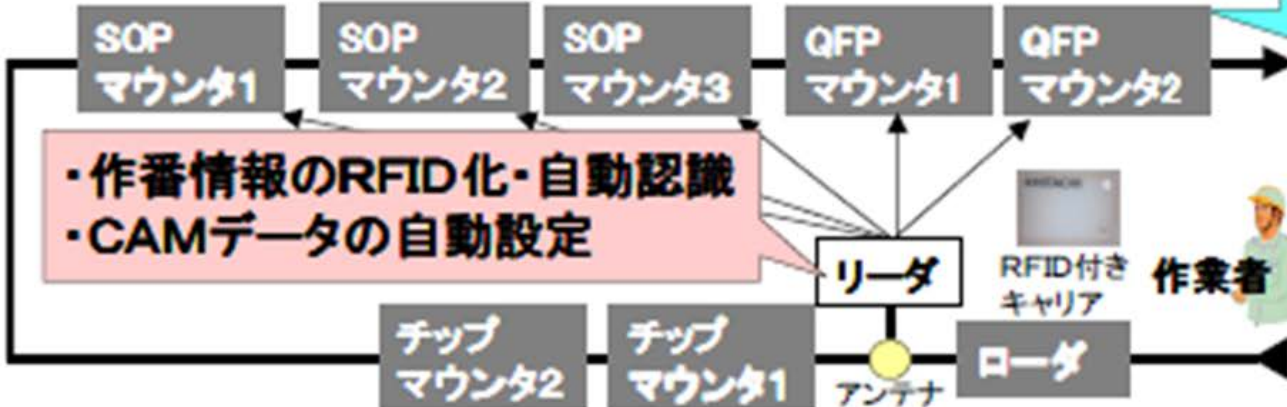 SOP
マウンタ1
SOP
マウンタ2
SOP
マウンタ3
QFP
マウンタ1
QFP
マウンタ2
・作番情報のRFID化・自動認識
・CAMデータの自動設定
リーダ
RFID付き
キャリア
作業者
チップ
マウンタ2
チップ
マウンタ1
アンテナ
ローダ